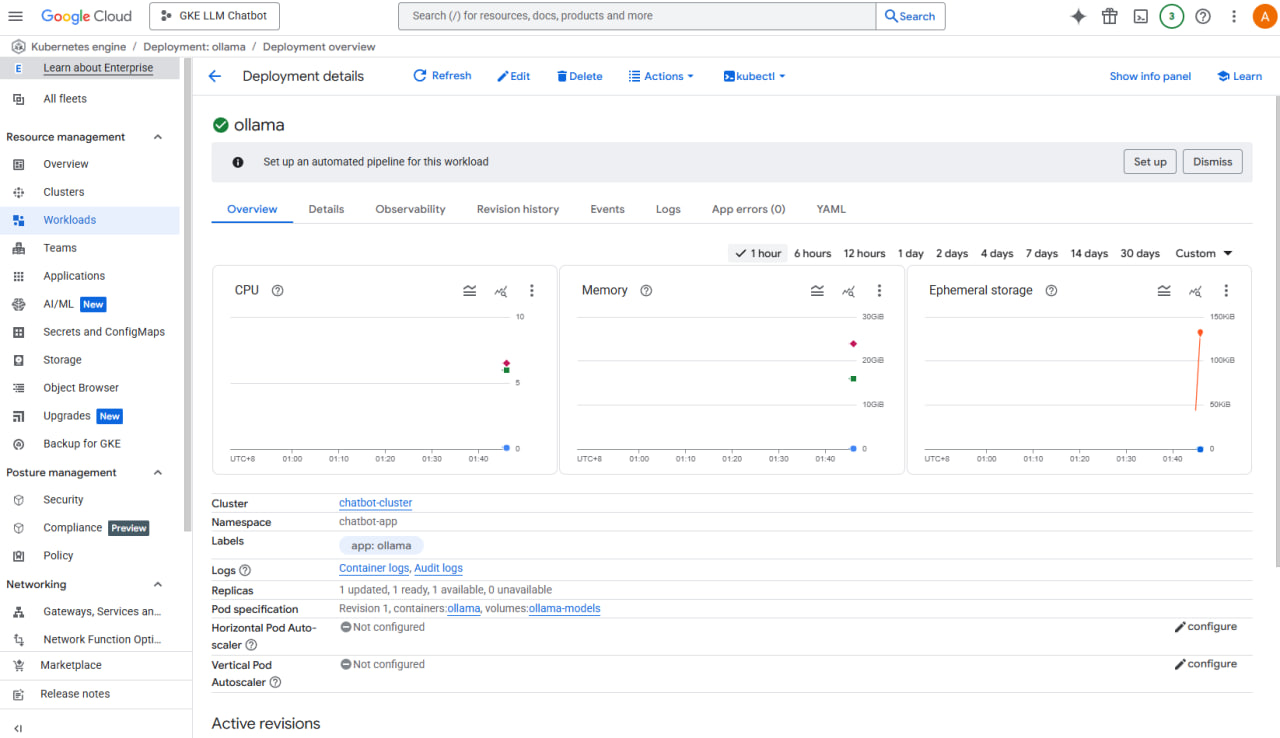 Google Cloud
GKE LLM Chatbot
Search (/) for resources, docs, products and more
Search
3
A
Kubernetes engine / Deployment: ollama / Deployment overview
E
Learn about Enterprise
All fleets
Resource management
Overview
Clusters
Workloads
Teams
Applications
AI/ML New
Secrets and ConfigMaps
Storage
Object Browser
Upgrades New
Backup for GKE
Posture management
Security
Compliance Preview
Policy
Networking
Gateways, Services an...
Network Function Opti...
Marketplace
Release notes
Deployment details
Refresh
Edit
Delete
Actions
kubectl
Show info panel
Learn
ollama
Set up an automated pipeline for this workload
Set up
Dismiss
Overview
Details
Observability
Revision history
Events
Logs
App errors (0)
YAML
1 hour 6 hours 12 hours 1 day 2 days 4 days 7 days 14 days 30 days Custom
CPU
10
5
0
UTC+8 01:00 01:10 01:20 01:30 01:40
Memory
30GiB
20GiB
10GiB
0
UTC+8 01:00 01:10 01:20 01:30 01:40
Ephemeral storage
150KiB
100KiB
50KiB
0
UTC+8 01:00 01:10 01:20 01:30 01:40
Cluster chatbot-cluster
Namespace chatbot-app
Labels app: ollama
Logs Container logs, Audit logs
Replicas 1 updated, 1 ready, 1 available, 0 unavailable
Pod specification Revision 1, containers:ollama, volumes:ollama-models
Horizontal Pod Auto-
scaler
Not configured
configure
Vertical Pod
Autoscaler
Not configured
configure
Active revisions